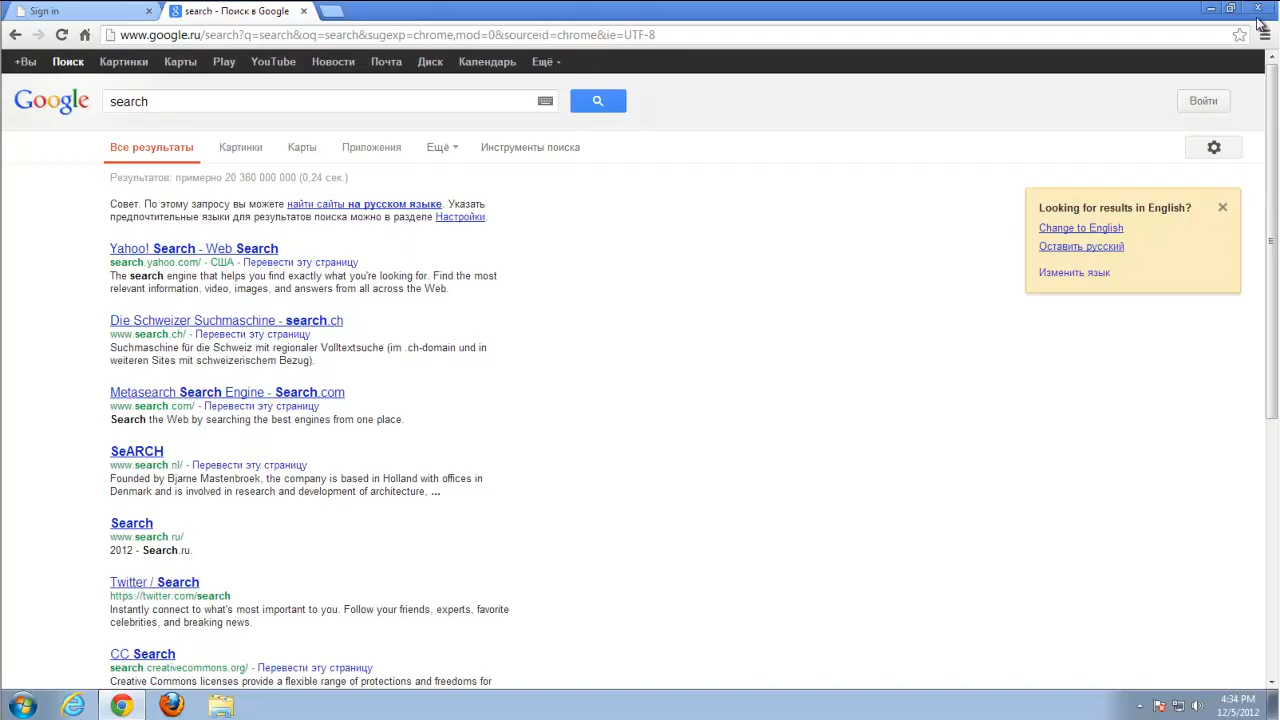 Sign in
search - Поиск в Google
www.google.ru/search?q=search&oq=search&sugexp=chrome,mod=0&sourceid=chrome&ie=UTF-8
+Вы Поиск Картинки Карты Play YouTube Новости Почта Диск Календарь Ещё
Google search Войти
Все результаты Картинки Карты Приложения Ещё Инструменты поиска
Результатов: примерно 20 360 000 000 (0,24 сек.)
Совет. По этому запросу вы можете найти сайты на русском языке. Указать
предпочтительные языки для результатов поиска можно в разделе Настройки.
Looking for results in English?
Change to English
Оставить русский
Изменить язык
Yahoo! Search - Web Search
search.yahoo.com/ - США - Перевести эту страницу
The search engine that helps you find exactly what you're looking for. Find the most
relevant information, video, images, and answers from all across the Web.
Die Schweizer Suchmaschine - search.ch
www.search.ch/ - Перевести эту страницу
Suchmaschine für die Schweiz mit regionaler Volltextsuche (im .ch-domain und in
weiteren Sites mit schweizerischem Bezug).
Metasearch Search Engine - Search.com
www.search.com/ - Перевести эту страницу
Search the Web by searching the best engines from one place.
SeARCH
www.search.nl/ - Перевести эту страницу
Founded by Bjarne Mastenbroek, the company is based in Holland with offices in
Denmark and is involved in research and development of architecture, ...
Search
www.search.ru/
2012 - Search.ru.
Twitter / Search
https://twitter.com/search
Instantly connect to what's most important to you. Follow your friends, experts, favorite
celebrities, and breaking news.
CC Search
search.creativecommons.org/ - Перевести эту страницу
Creative Commons licenses provide a flexible range of protections and freedoms for
4:34 PM
12/5/2012